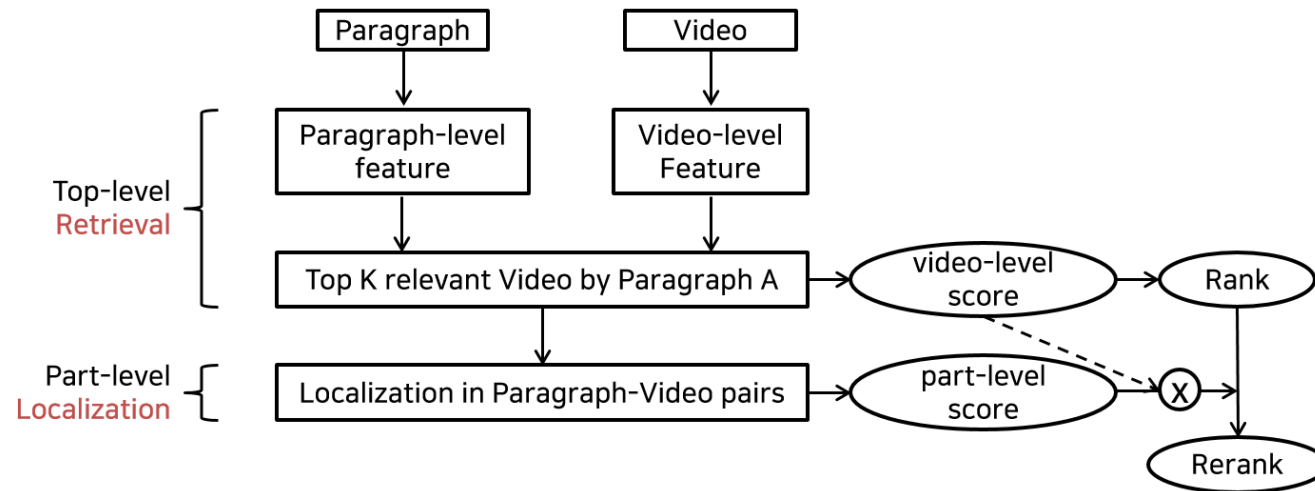 Paragraph
Video
Paragraph-level
feature
Video-level
Feature
Top-level
Retrieval
Top K relevant Video by Paragraph A
video-level
score
Rank
Part-level
Localization
Localization in Paragraph-Video pairs
part-level
score
X
Rerank